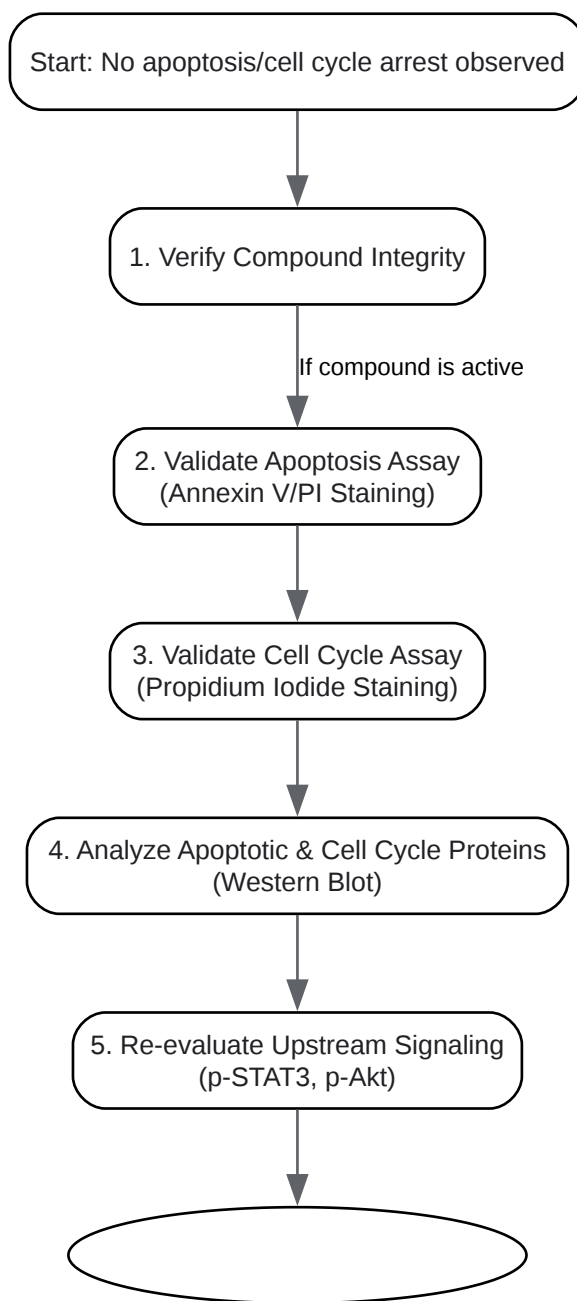 Start: No apoptosis/cell cycle arrest observed
1. Verify Compound Integrity
If compound is active
2. Validate Apoptosis Assay
(Annexin V/PI Staining)
3. Validate Cell Cycle Assay
(Propidium Iodide Staining)
4. Analyze Apoptotic & Cell Cycle Proteins
(Western Blot)
5. Re-evaluate Upstream Signaling
(p-STAT3, p-Akt)